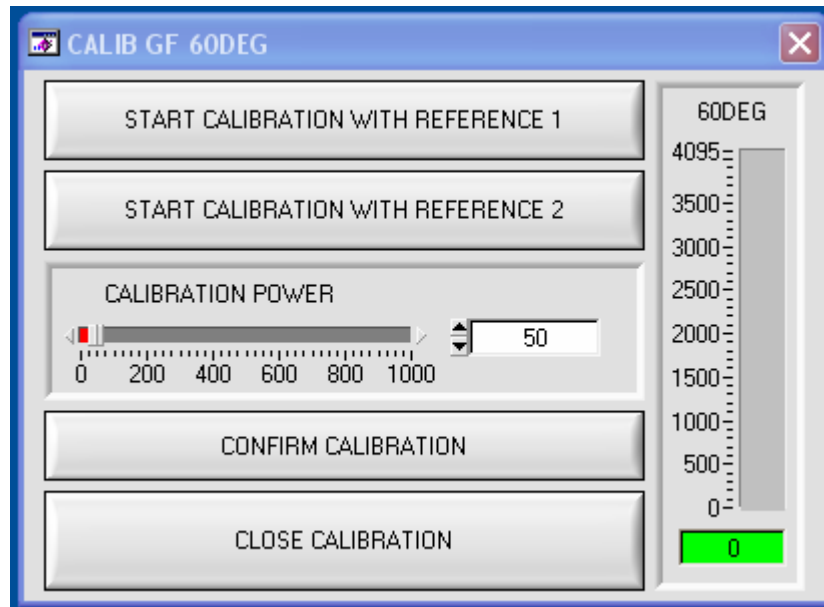 CALIB GF 60DEG
START CALIBRATION WITH REFERENCE 1
START CALIBRATION WITH REFERENCE 2
CALIBRATION POWER
50
0 200 400 600 800 1000
CONFIRM CALIBRATION
CLOSE CALIBRATION
60DEG
4095
3500
3000
2500
2000
1500
1000
500
0
0